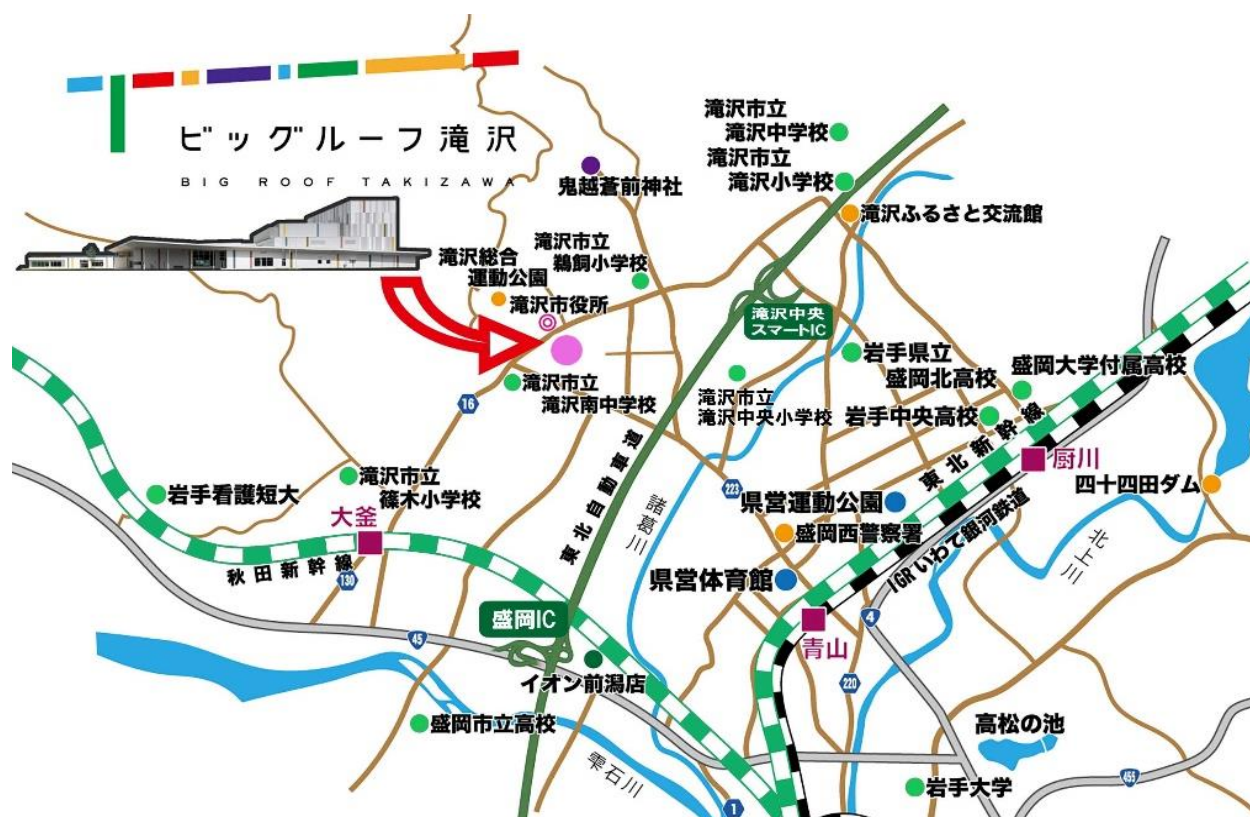 ビッグルーフ滝沢
BIG ROOF TAKIZAWA
滝沢市立
滝沢中学校
滝沢市立
滝沢小学校
鬼越蒼前神社
滝沢ふるさと交流館
滝沢総合
運動公園
滝沢市立
鵜飼小学校
滝沢市役所
滝沢中央
スマートIC
岩手県立
盛岡北高校
盛岡大学付属高校
滝沢市立
滝沢南中学校
滝沢市立
滝沢中央小学校
岩手中央高校
16
東北自動車道
東北新幹線
厨川
滝沢市立
篠木小学校
岩手看護短大
大釜
223
諸葛川
県営運動公園
四十四田ダム
盛岡西警察署
IGRいわて銀河鉄道
北上川
秋田新幹線
130
県営体育館
盛岡IC
45
4
青山
イオン前潟店
220
盛岡市立高校
高松の池
雫石川
岩手大学
455
1